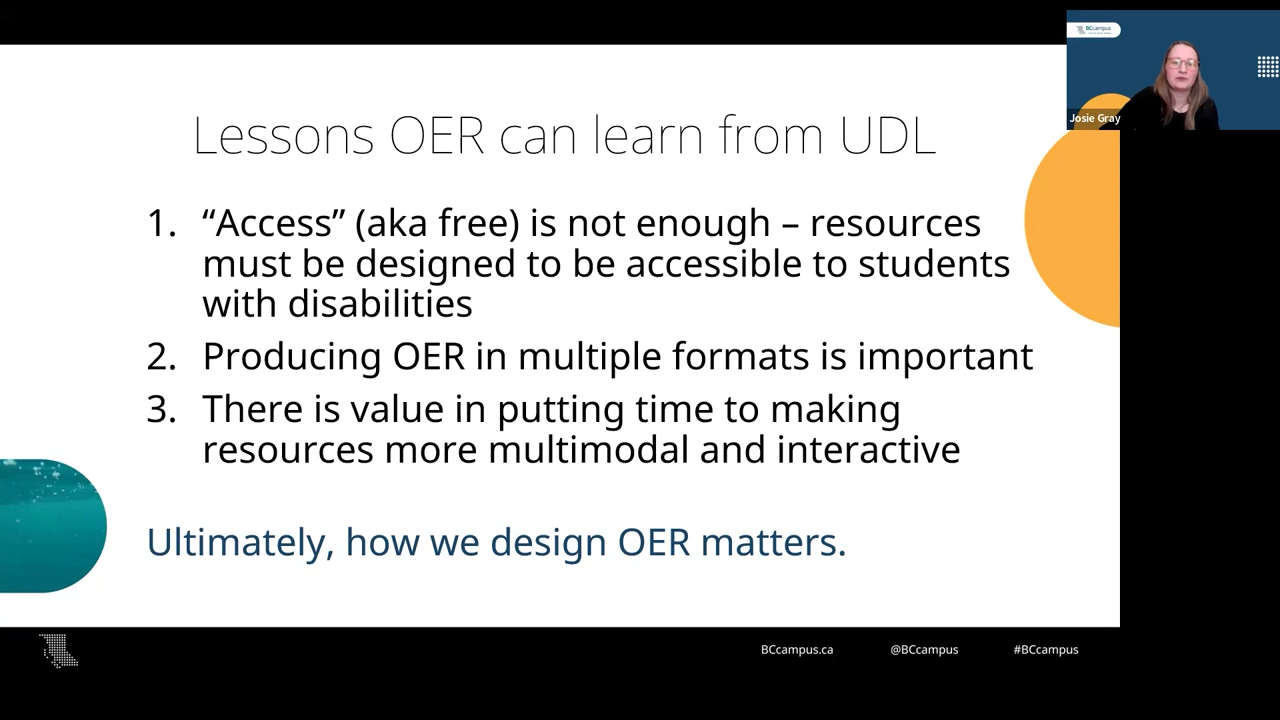 BCcampus
Josie Gray
Lessons OER can learn from UDL
1. “Access” (aka free) is not enough – resources
must be designed to be accessible to students
with disabilities
2. Producing OER in multiple formats is important
3. There is value in putting time to making
resources more multimodal and interactive
Ultimately, how we design OER matters.
BCcampus.ca @BCcampus #BCcampus